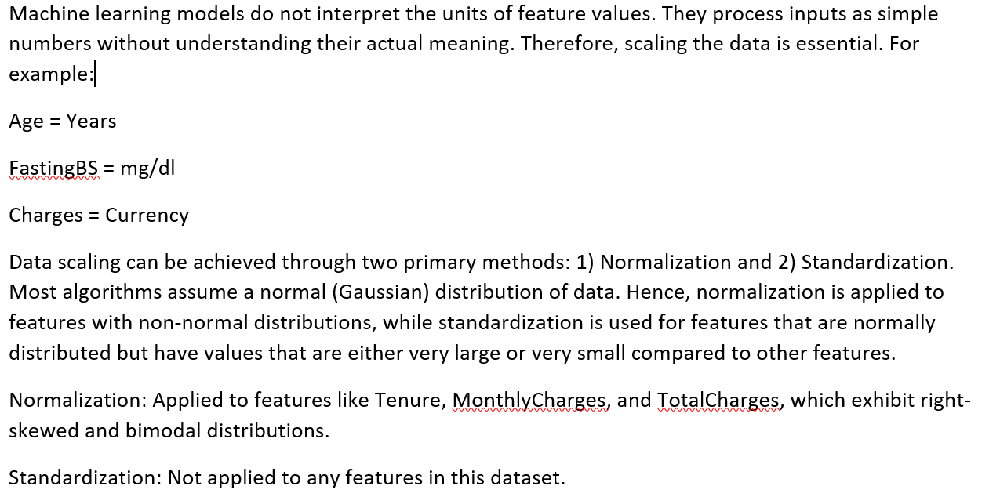 Machine learning models do not interpret the units of feature values. They process inputs as simple
numbers without understanding their actual meaning. Therefore, scaling the data is essential. For
example:
Age = Years
FastingBS = mg/dl
Charges = Currency
Data scaling can be achieved through two primary methods: 1) Normalization and 2) Standardization.
Most algorithms assume a normal (Gaussian) distribution of data. Hence, normalization is applied to
features with non-normal distributions, while standardization is used for features that are normally
distributed but have values that are either very large or very small compared to other features.
Normalization: Applied to features like Tenure, MonthlyCharges, and TotalCharges, which exhibit right-
skewed and bimodal distributions.
Standardization: Not applied to any features in this dataset.